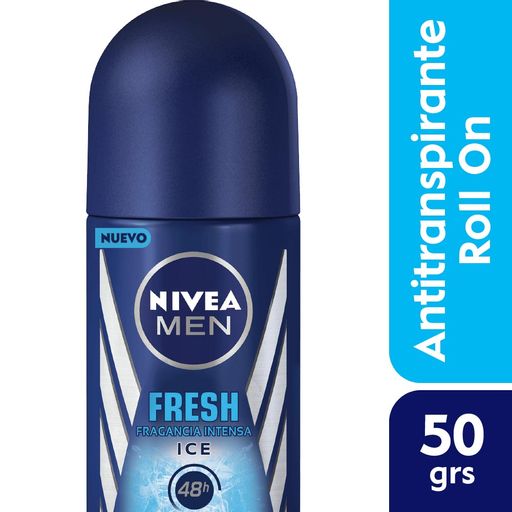 NUEVO
NIVEA
MEN
FRESH
FRAGANCIA INTENSA
ICE
48h
Antitranspirante
Roll On
50
grs